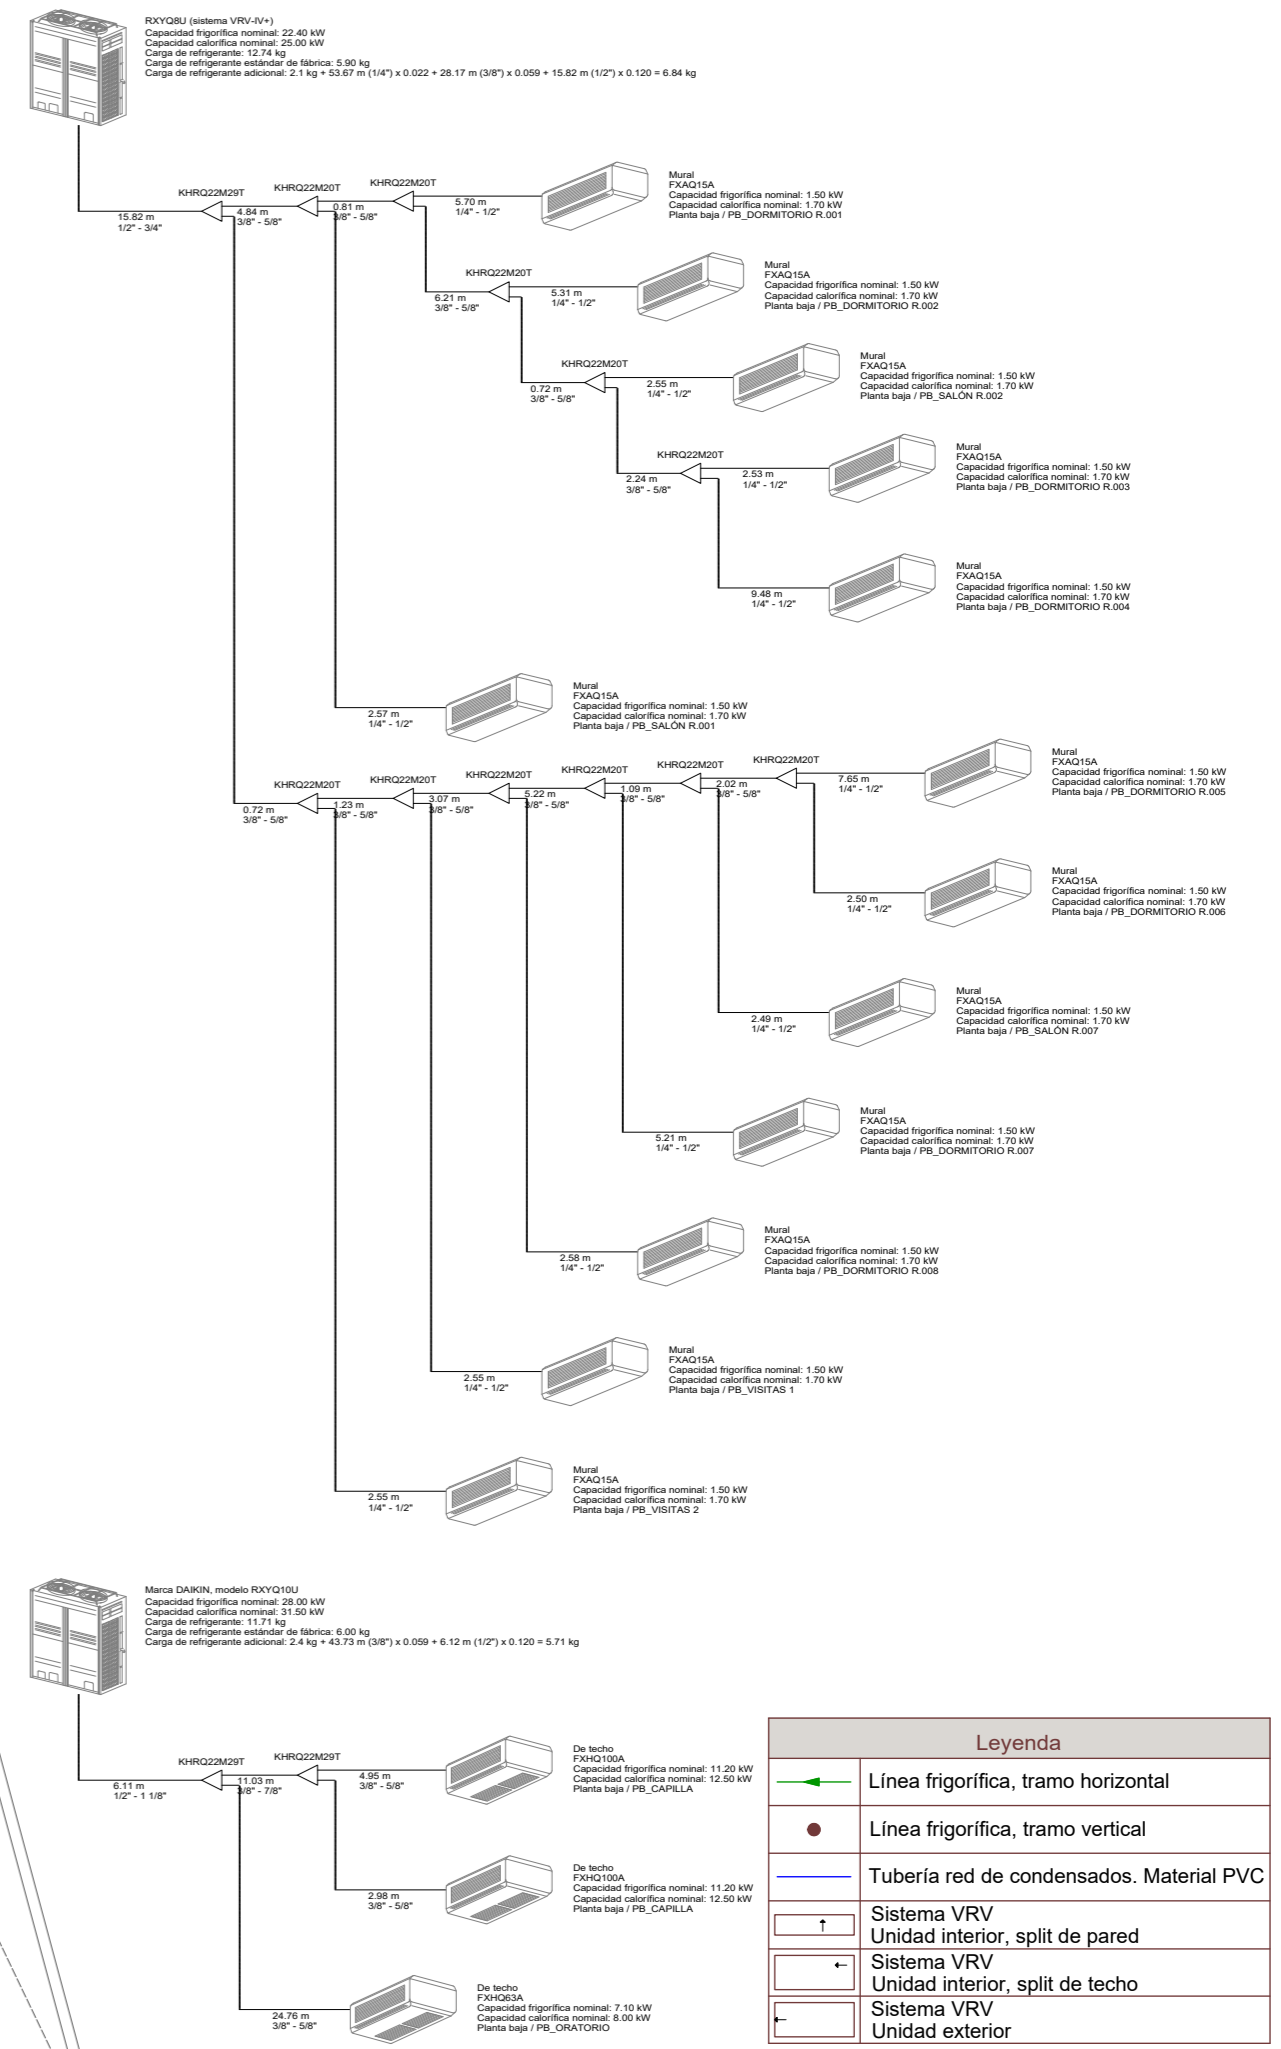 RXYQ8U (sistema VRV-IV+)
Capacidad frigorífica nominal: 22.40 kW
Capacidad calorífica nominal: 25.00 kW
Carga de refrigerante: 12.74 kg
Carga de refrigerante estándar de fábrica: 5.90 kg
Carga de refrigerante adicional: 2.1 kg + 53.67 m (1/4") x 0.022 + 28.17 m (3/8") x 0.059 + 15.82 m (1/2") x 0.120 = 6.84 kg
KHRQ22M29T
15.82 m
1/2" - 3/4"
KHRQ22M20T
4.84 m
3/8" - 5/8"
KHRQ22M20T
0.81 m
3/8" - 5/8"
5.70 m
1/4" - 1/2"
Mural
FXAQ15A
Capacidad frigorífica nominal: 1.50 kW
Capacidad calorífica nominal: 1.70 kW
Planta baja / PB_DORMITORIO R.001
KHRQ22M20T
6.21 m
3/8" - 5/8"
5.31 m
1/4" - 1/2"
Mural
FXAQ15A
Capacidad frigorífica nominal: 1.50 kW
Capacidad calorífica nominal: 1.70 kW
Planta baja / PB_DORMITORIO R.002
KHRQ22M20T
0.72 m
3/8" - 5/8"
2.55 m
1/4" - 1/2"
Mural
FXAQ15A
Capacidad frigorífica nominal: 1.50 kW
Capacidad calorífica nominal: 1.70 kW
Planta baja / PB_SALÓN R.002
KHRQ22M20T
2.24 m
3/8" - 5/8"
2.53 m
1/4" - 1/2"
Mural
FXAQ15A
Capacidad frigorífica nominal: 1.50 kW
Capacidad calorífica nominal: 1.70 kW
Planta baja / PB_DORMITORIO R.003
9.48 m
1/4" - 1/2"
Mural
FXAQ15A
Capacidad frigorífica nominal: 1.50 kW
Capacidad calorífica nominal: 1.70 kW
Planta baja / PB_DORMITORIO R.004
2.57 m
1/4" - 1/2"
Mural
FXAQ15A
Capacidad frigorífica nominal: 1.50 kW
Capacidad calorífica nominal: 1.70 kW
Planta baja / PB_SALÓN R.001
KHRQ22M20T
0.72 m
3/8" - 5/8"
KHRQ22M20T
1.23 m
3/8" - 5/8"
KHRQ22M20T
3.07 m
3/8" - 5/8"
KHRQ22M20T
5.22 m
3/8" - 5/8"
KHRQ22M20T
1.09 m
3/8" - 5/8"
KHRQ22M20T
2.02 m
3/8" - 5/8"
7.65 m
1/4" - 1/2"
Mural
FXAQ15A
Capacidad frigorífica nominal: 1.50 kW
Capacidad calorífica nominal: 1.70 kW
Planta baja / PB_DORMITORIO R.005
2.50 m
1/4" - 1/2"
Mural
FXAQ15A
Capacidad frigorífica nominal: 1.50 kW
Capacidad calorífica nominal: 1.70 kW
Planta baja / PB_DORMITORIO R.006
2.49 m
1/4" - 1/2"
Mural
FXAQ15A
Capacidad frigorífica nominal: 1.50 kW
Capacidad calorífica nominal: 1.70 kW
Planta baja / PB_SALÓN R.007
5.21 m
1/4" - 1/2"
Mural
FXAQ15A
Capacidad frigorífica nominal: 1.50 kW
Capacidad calorífica nominal: 1.70 kW
Planta baja / PB_DORMITORIO R.007
2.58 m
1/4" - 1/2"
Mural
FXAQ15A
Capacidad frigorífica nominal: 1.50 kW
Capacidad calorífica nominal: 1.70 kW
Planta baja / PB_DORMITORIO R.008
2.55 m
1/4" - 1/2"
Mural
FXAQ15A
Capacidad frigorífica nominal: 1.50 kW
Capacidad calorífica nominal: 1.70 kW
Planta baja / PB_VISITAS 1
2.55 m
1/4" - 1/2"
Mural
FXAQ15A
Capacidad frigorífica nominal: 1.50 kW
Capacidad calorífica nominal: 1.70 kW
Planta baja / PB_VISITAS 2
Marca DAIKIN, modelo RXYQ10U
Capacidad frigorífica nominal: 28.00 kW
Capacidad calorífica nominal: 31.50 kW
Carga de refrigerante: 11.71 kg
Carga de refrigerante estándar de fábrica: 6.00 kg
Carga de refrigerante adicional: 2.4 kg + 43.73 m (3/8") x 0.059 + 6.12 m (1/2") x 0.120 = 5.71 kg
KHRQ22M29T
6.11 m
1/2" - 1 1/8"
KHRQ22M29T
11.03 m
3/8" - 7/8"
4.95 m
3/8" - 5/8"
De techo
FXHQ100A
Capacidad frigorífica nominal: 11.20 kW
Capacidad calorífica nominal: 12.50 kW
Planta baja / PB_CAPILLA
2.98 m
3/8" - 5/8"
De techo
FXHQ100A
Capacidad frigorífica nominal: 11.20 kW
Capacidad calorífica nominal: 12.50 kW
Planta baja / PB_CAPILLA
24.76 m
3/8" - 5/8"
De techo
FXHQ63A
Capacidad frigorífica nominal: 7.10 kW
Capacidad calorífica nominal: 8.00 kW
Planta baja / PB_ORATORIO
Leyenda
Línea frigorífica, tramo horizontal
Línea frigorífica, tramo vertical
Tubería red de condensados. Material PVC
Sistema VRV
Unidad interior, split de pared
Sistema VRV
Unidad interior, split de techo
Sistema VRV
Unidad exterior